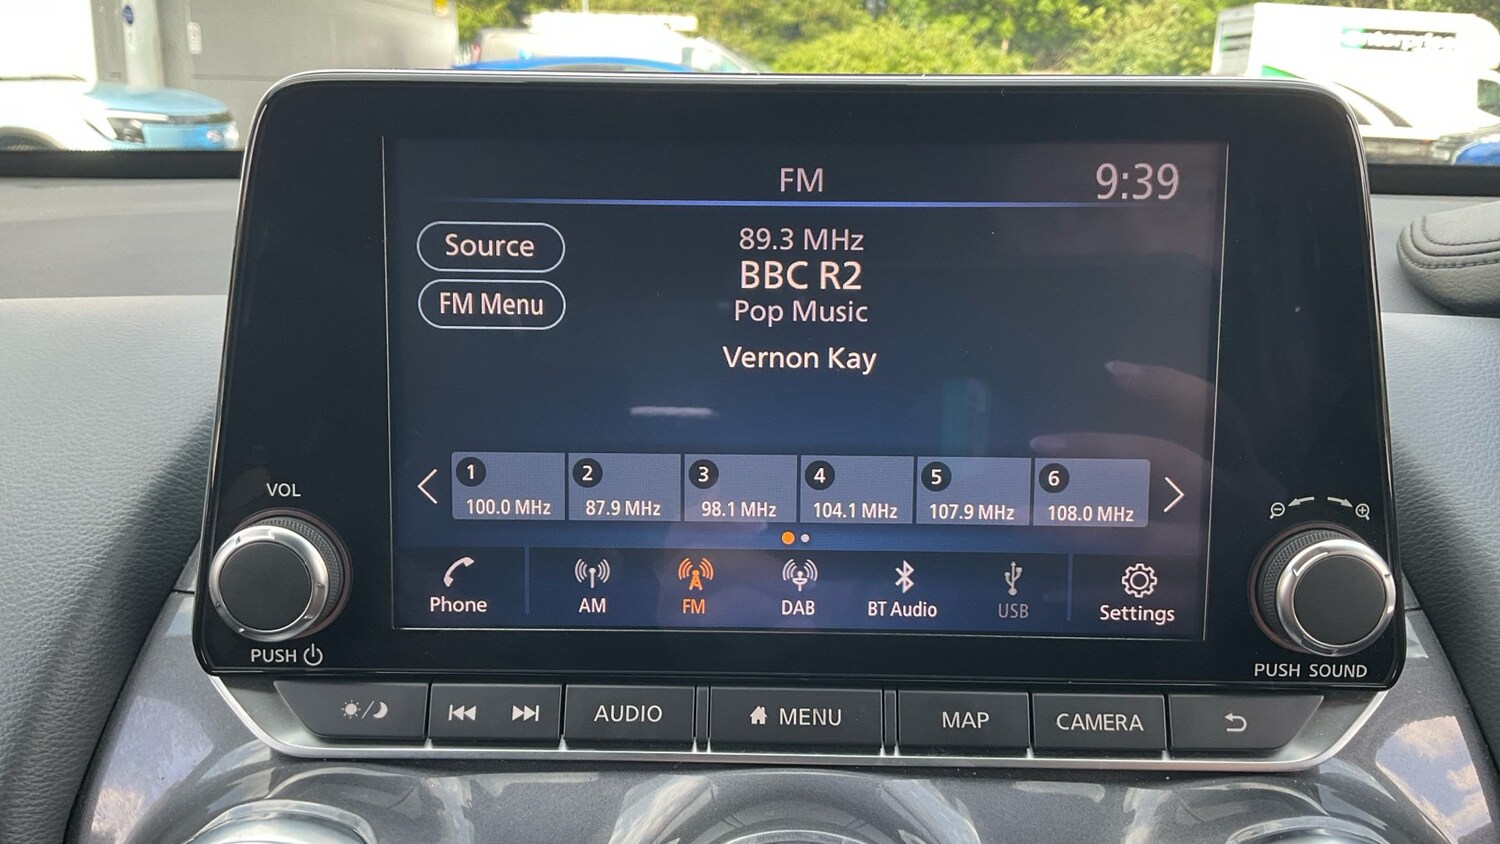 enterprise
FM
9:39
Source
89.3 MHz
BBC R2
FM Menu
Pop Music
Vernon Kay
1
2
3
4
5
6
100.0 MHz
87.9 MHz
98.1 MHz
104.1 MHz
107.9 MHz
108.0 MHz
VOL
Phone
AM
FM
DAB
BT Audio
USB
Settings
PUSH
PUSH SOUND
AUDIO
MENU
MAP
CAMERA